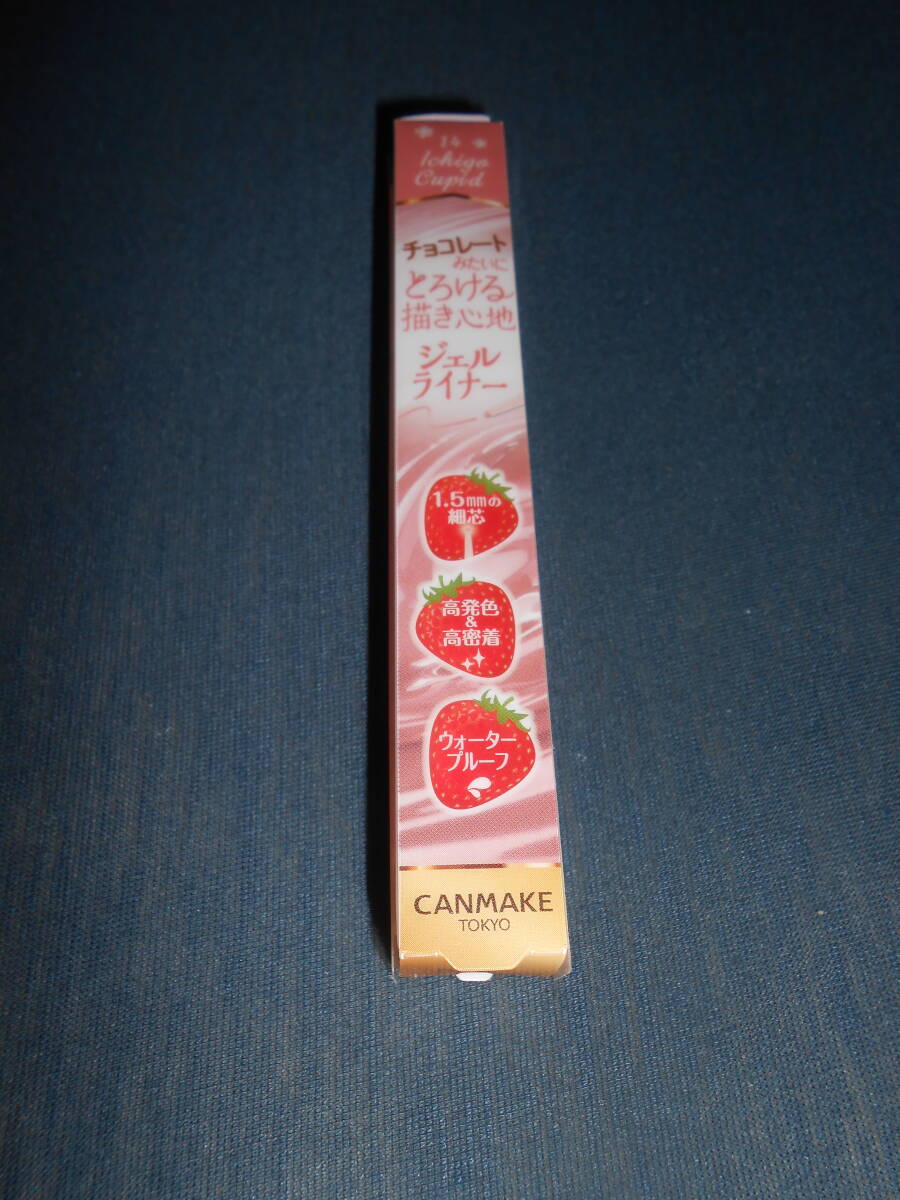 14
Ichigo
Cupid
チョコレート
みたいに
とろける
描き心地
ジェル
ライナー
1.5mmの
細芯
高発色
&
高密着
ウォーター
プルーフ
CANMAKE
TOKYO